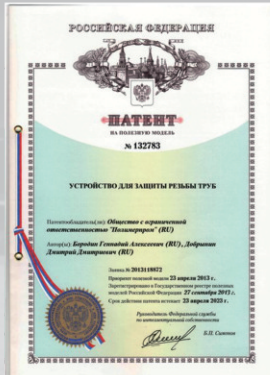 РОССИЙСКАЯ ФЕДЕРАЦИЯ
ПАТЕНТ
НА ПОЛЕЗНУЮ МОДЕЛЬ
№ 132783
УСТРОЙСТВО ДЛЯ ЗАЩИТЫ РЕЗЬБЫ ТРУБ
Патентообладатель(ли): Общество с ограниченной
ответственностью "Полимерпром" (RU)
Автор(ы): Бородин Геннадий Алексеевич (RU), Добрынин
Дмитрий Дмитриевич (RU)
Заявка №
Приоритет полезной модели 23 апреля 2013 г.
Зарегистрировано в Государственном реестре полезных
моделей Российской Федерации 27 сентября 2013 г.
Срок действия патента истекает 23 апреля 2023 г.
Руководитель Федеральной службы
по интеллектуальной собственности
Б.П. Симонов